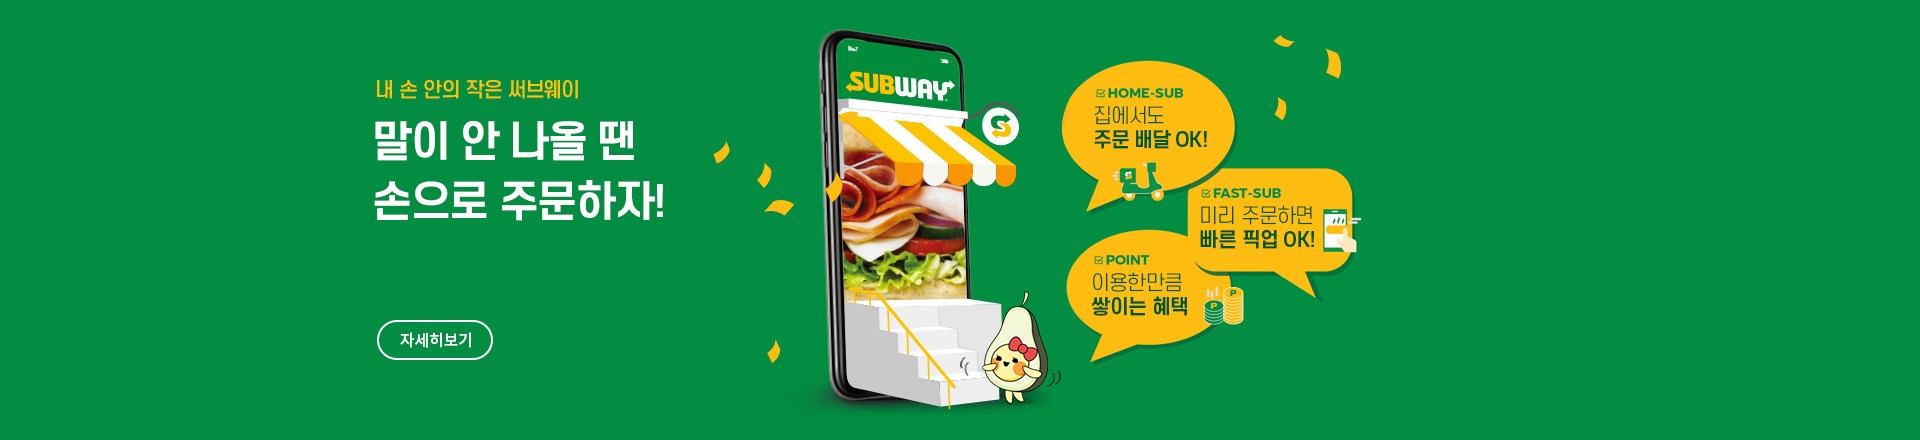 내 손 안의 작은 써브웨이
말이 안 나올 땐
손으로 주문하자!
자세히보기
SUBWAY
S
HOME-SUB
집에서도
주문 배달 OK!
FAST-SUB
미리 주문하면
빠른 픽업 OK!
POINT
이용한만큼
쌓이는 혜택
P
P